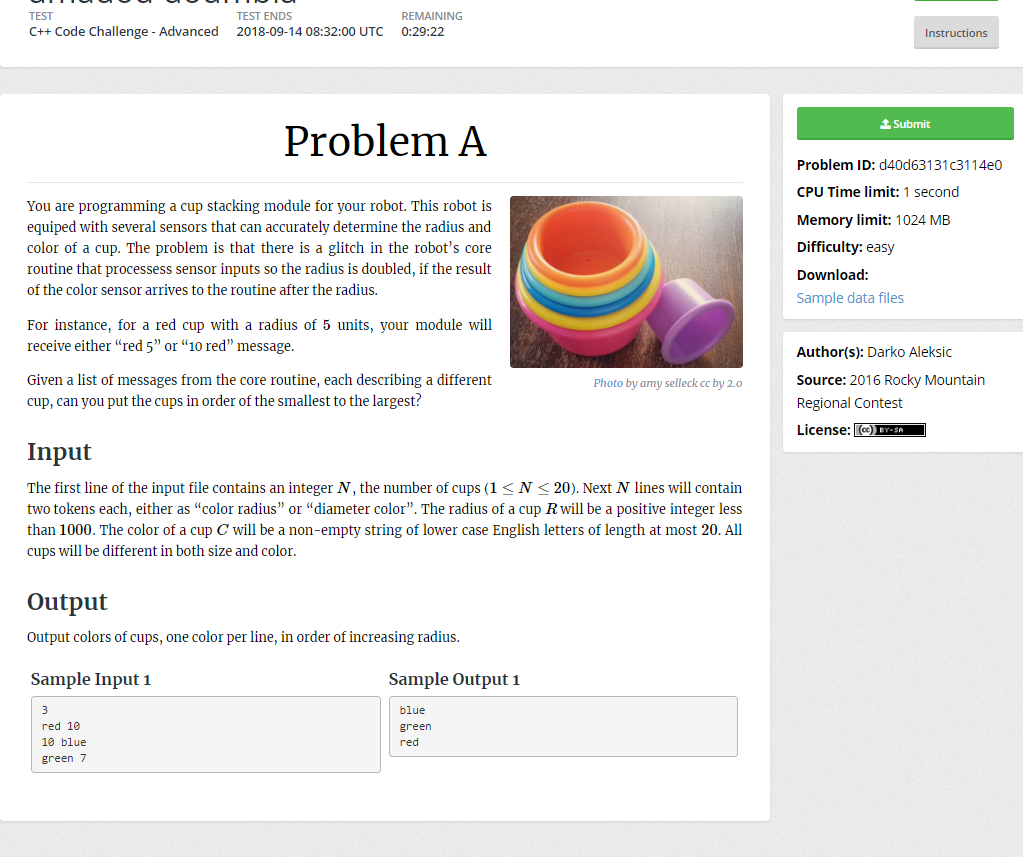 TEST
C++ Code Challenge - Advanced
TEST ENDS
2018-09-14 08:32:00 UTC
REMAINING
0:29:22
Instructions
Problem A
You are programming a cup stacking module for your robot. This robot is
equiped with several sensors that can accurately determine the radius and
color of a cup. The problem is that there is a glitch in the robot's core
routine that processess sensor inputs so the radius is doubled, if the result
of the color sensor arrives to the routine after the radius.
For instance, for a red cup with a radius of 5 units, your module will
receive either “red 5” or “10 red” message.
Given a list of messages from the core routine, each describing a different
cup, can you put the cups in order of the smallest to the largest?
Photo by amy selleck cc by 2.0
Input
The first line of the input file contains an integer N, the number of cups (1 ≤ N ≤ 20). Next N lines will contain
two tokens each, either as “color radius” or “diameter color”. The radius of a cup R will be a positive integer less
than 1000. The color of a cup C will be a non-empty string of lower case English letters of length at most 20. All
cups will be different in both size and color.
Output
Output colors of cups, one color per line, in order of increasing radius.
Sample Input 1
3
red 10
10 blue
green 7
Sample Output 1
blue
green
red
Submit
Problem ID: d40d63131c3114e0
CPU Time limit: 1 second
Memory limit: 1024 MB
Difficulty: easy
Download:
Sample data files
Author(s): Darko Aleksic
Source: 2016 Rocky Mountain
Regional Contest
License: (cc) BY-SA